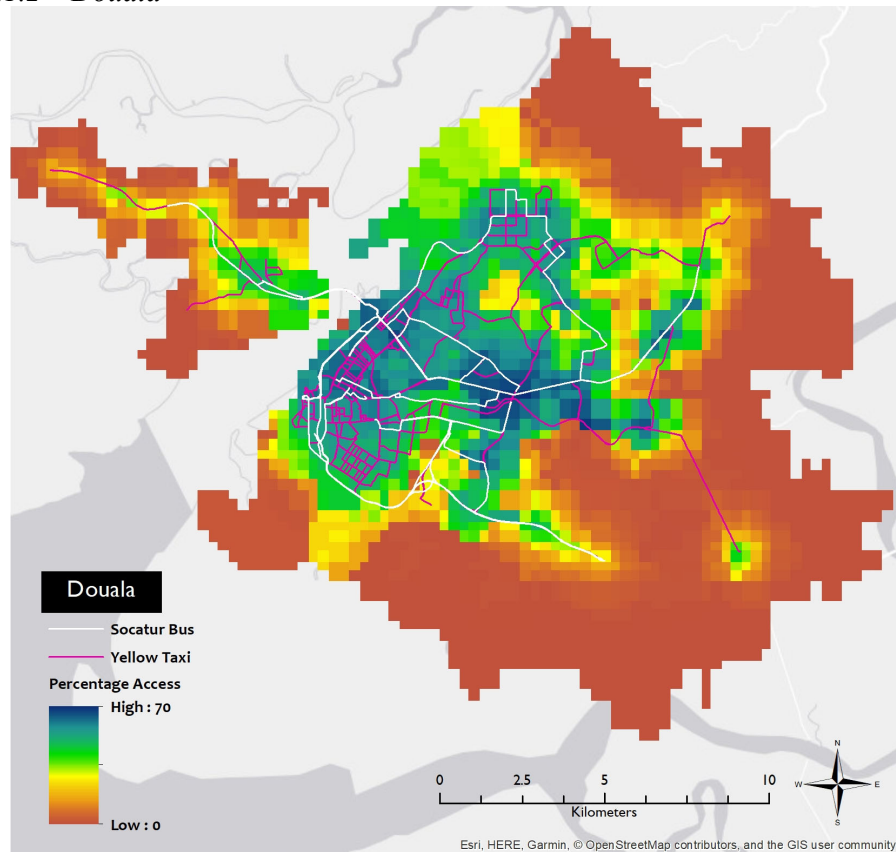 Douala
Douala
Socatur Bus
Yellow Taxi
Percentage Access
High : 70
Low : 0
0 2.5 5 10
Kilometers
N
W E
S
Esri, HERE, Garmin, © OpenStreetMap contributors, and the GIS user community